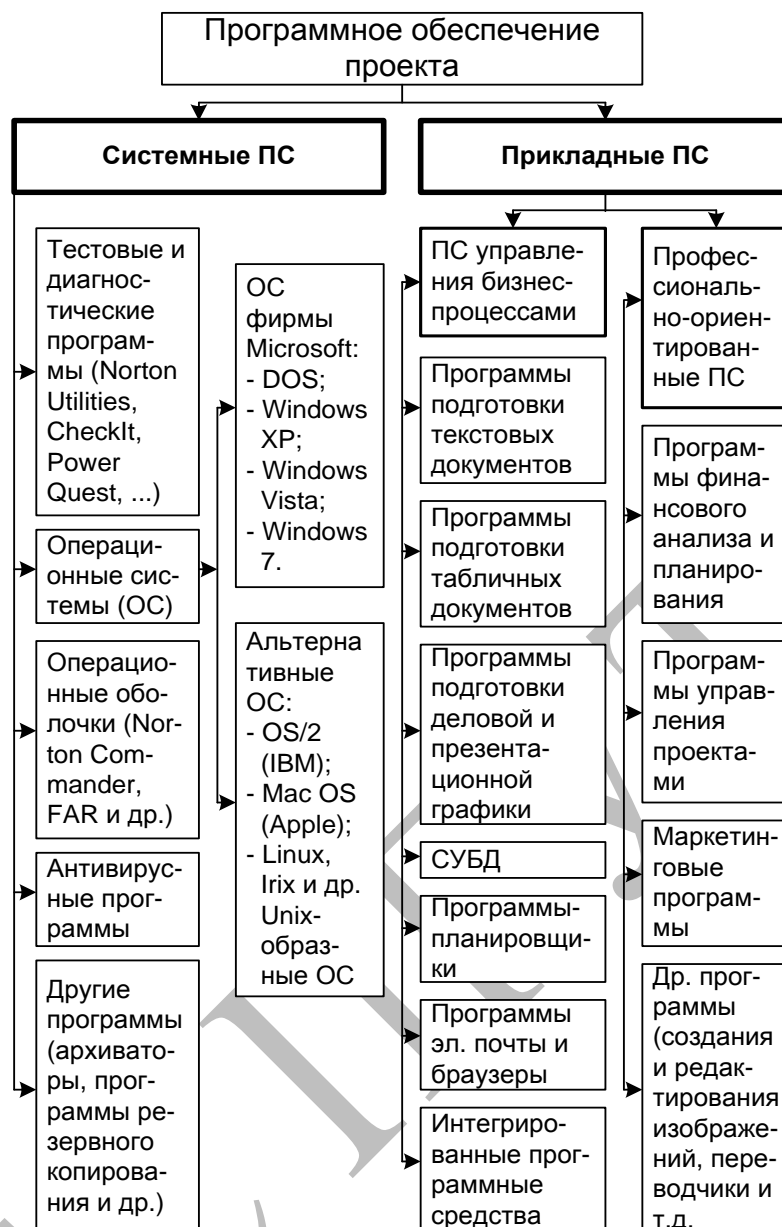 Программное обеспечение
проекта
Системные ПС
Прикладные ПС
Тестовые и
диагнос-
тические
програм-
мы (Norton
Utilities,
CheckIt,
Power
Quest, ...)
Операци-
онные сис-
темы (ОС)
Операцио-
нные обо-
лочки (Nor-
ton Com-
mander,
FAR и др.)
Антивирус-
ные прог-
раммы
Другие
программы
(архивато-
ры, прог-
раммы ре-
зервного
копирова-
ния и др.)
ОС
фирмы
Microsoft:
- DOS;
- Windows
XP;
- Windows
Vista;
- Windows
7.
Альтерна
тивные
ОС:
- OS/2
(IBM);
- Mac OS
(Apple);
- Linux,
Irix и др.
Unix-
образ-
ные ОС
ПС управле-
ния бизнес-
процессами
Программы
подготовки
текстовых
документов
Программы
подготовки
табличных
документов
Программы
подготовки
деловой и
презента-
ционной
графики
СУБД
Программы-
планировщи-
ки
Программы
эл. почты и
браузеры
Интегриро-
ванные прог-
раммные
средства
Профес-
сиональ-
но-ориен-
тирован-
ные ПС
Програм-
мы фина-
нсового
анализа и
планиро-
вания
Програм-
мы управ-
ления
проекта-
ми
Маркетин-
говые
програм-
мы
Др. прог-
раммы
(создания
и редак-
тирования
изображе-
ний, пере-
водчики и
т.д.